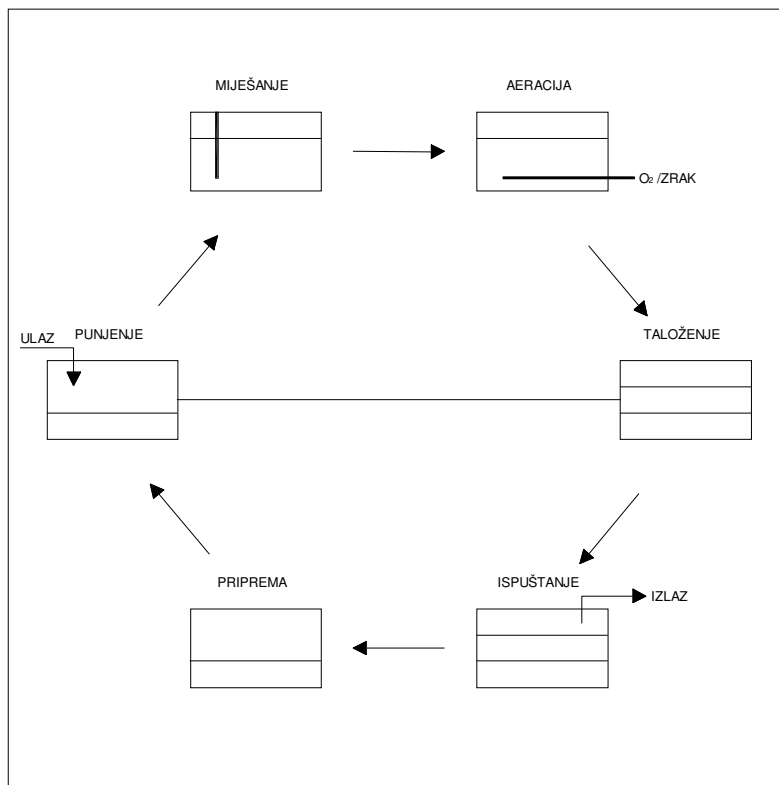 MIJEŠANJE
AERACIJA
O₂ /ZRAK
ULAZ
PUNJENJE
TALOŽENJE
PRIPREMA
ISPUŠTANJE
IZLAZ